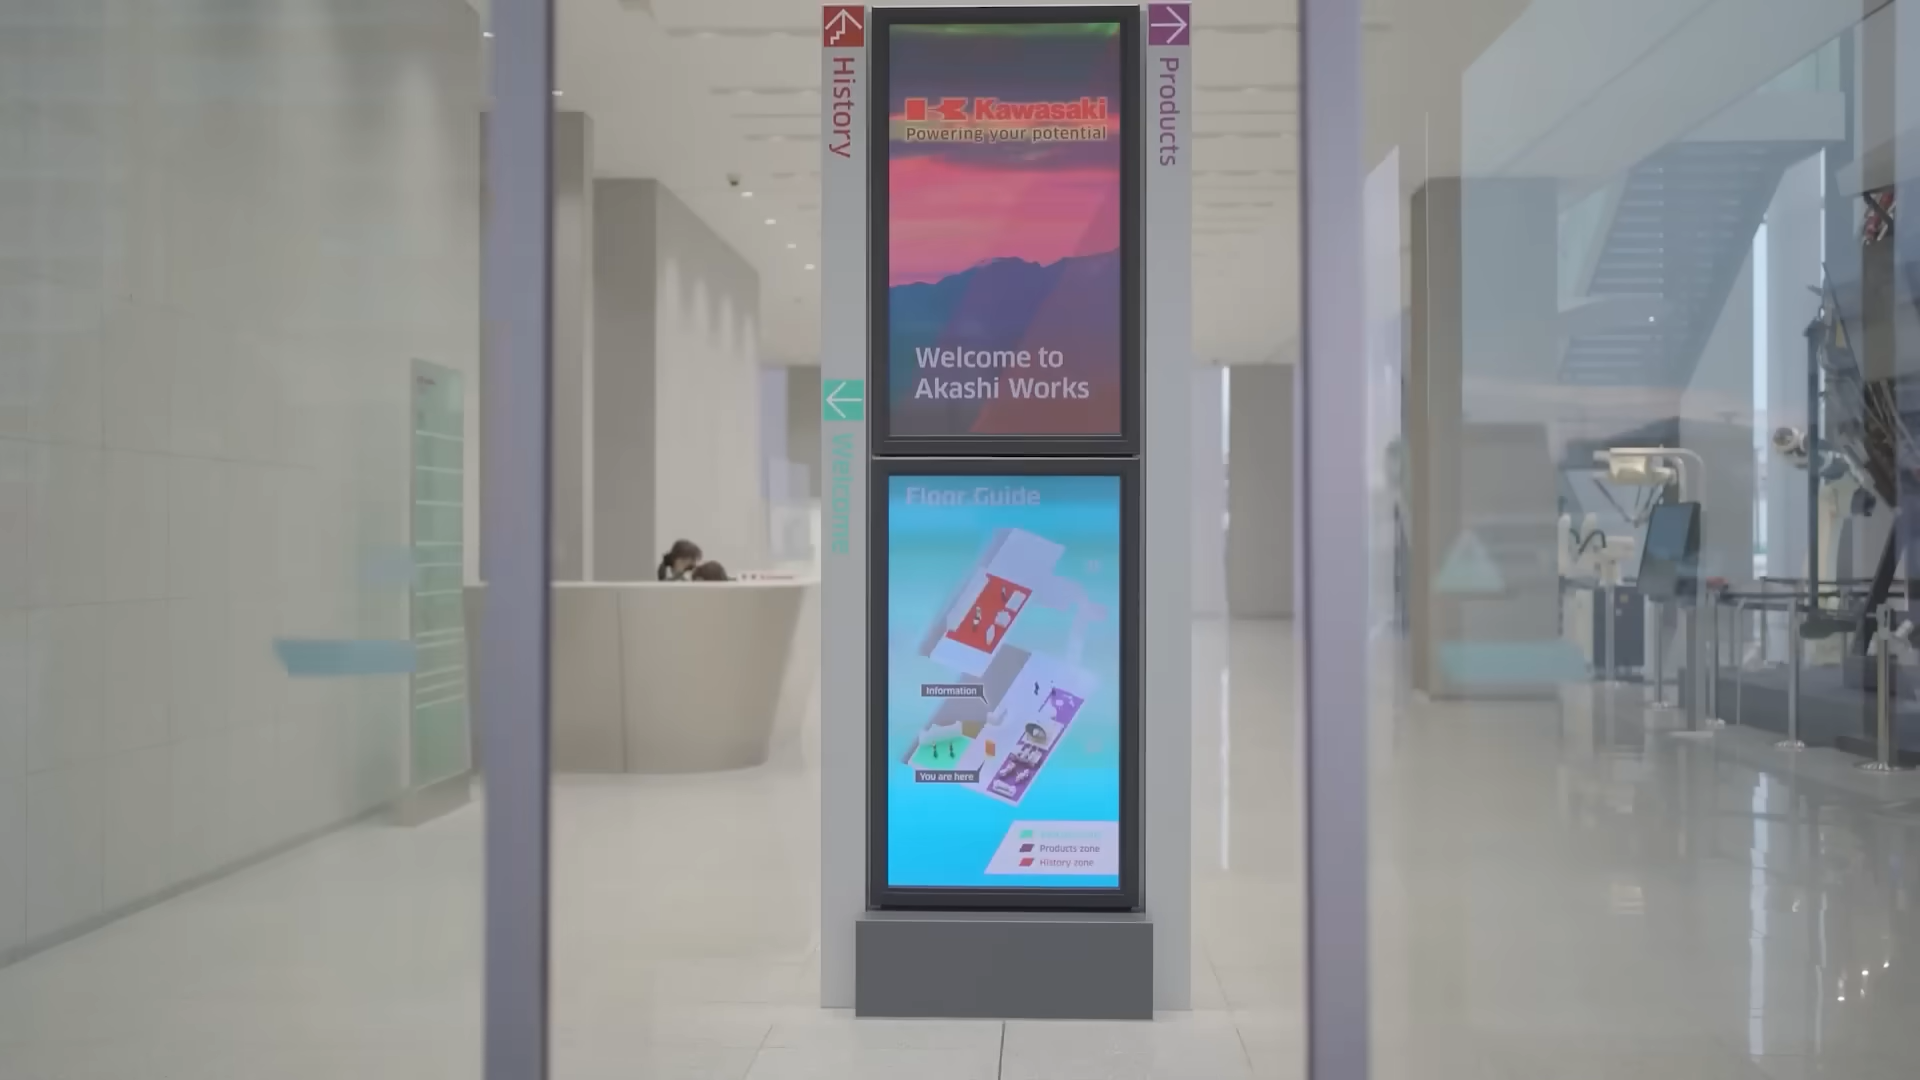 History
Products
Kawasaki
Powering your potential
Welcome to
Akashi Works
Welcome
Floor Guide
Information
You are here
Products zone
History zone